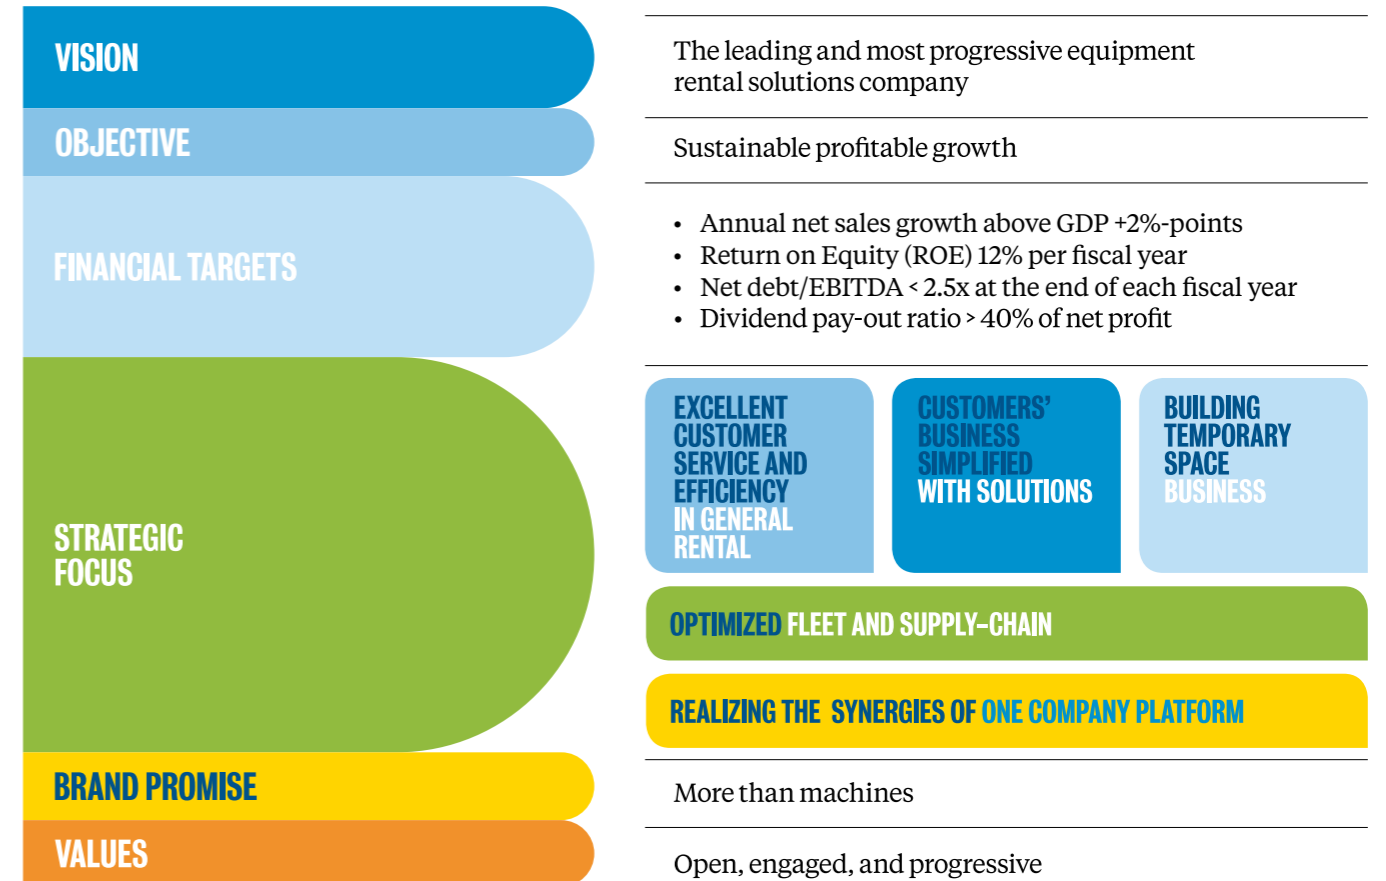 VISION
The leading and most progressive equipment
rental solutions company
OBJECTIVE
Sustainable profitable growth
FINANCIAL TARGETS
• Annual net sales growth above GDP +2%-points
• Return on Equity (ROE) 12% per fiscal year
• Net debt/EBITDA < 2.5x at the end of each fiscal year
• Dividend pay-out ratio > 40% of net profit
STRATEGIC
FOCUS
EXCELLENT
CUSTOMER
SERVICE AND
EFFICIENCY
IN GENERAL
RENTAL
CUSTOMERS’
BUSINESS
SIMPLIFIED
WITH SOLUTIONS
BUILDING
TEMPORARY
SPACE
BUSINESS
OPTIMIZED FLEET AND SUPPLY–CHAIN
REALIZING THE SYNERGIES OF ONE COMPANY PLATFORM
BRAND PROMISE
More than machines
VALUES
Open, engaged, and progressive